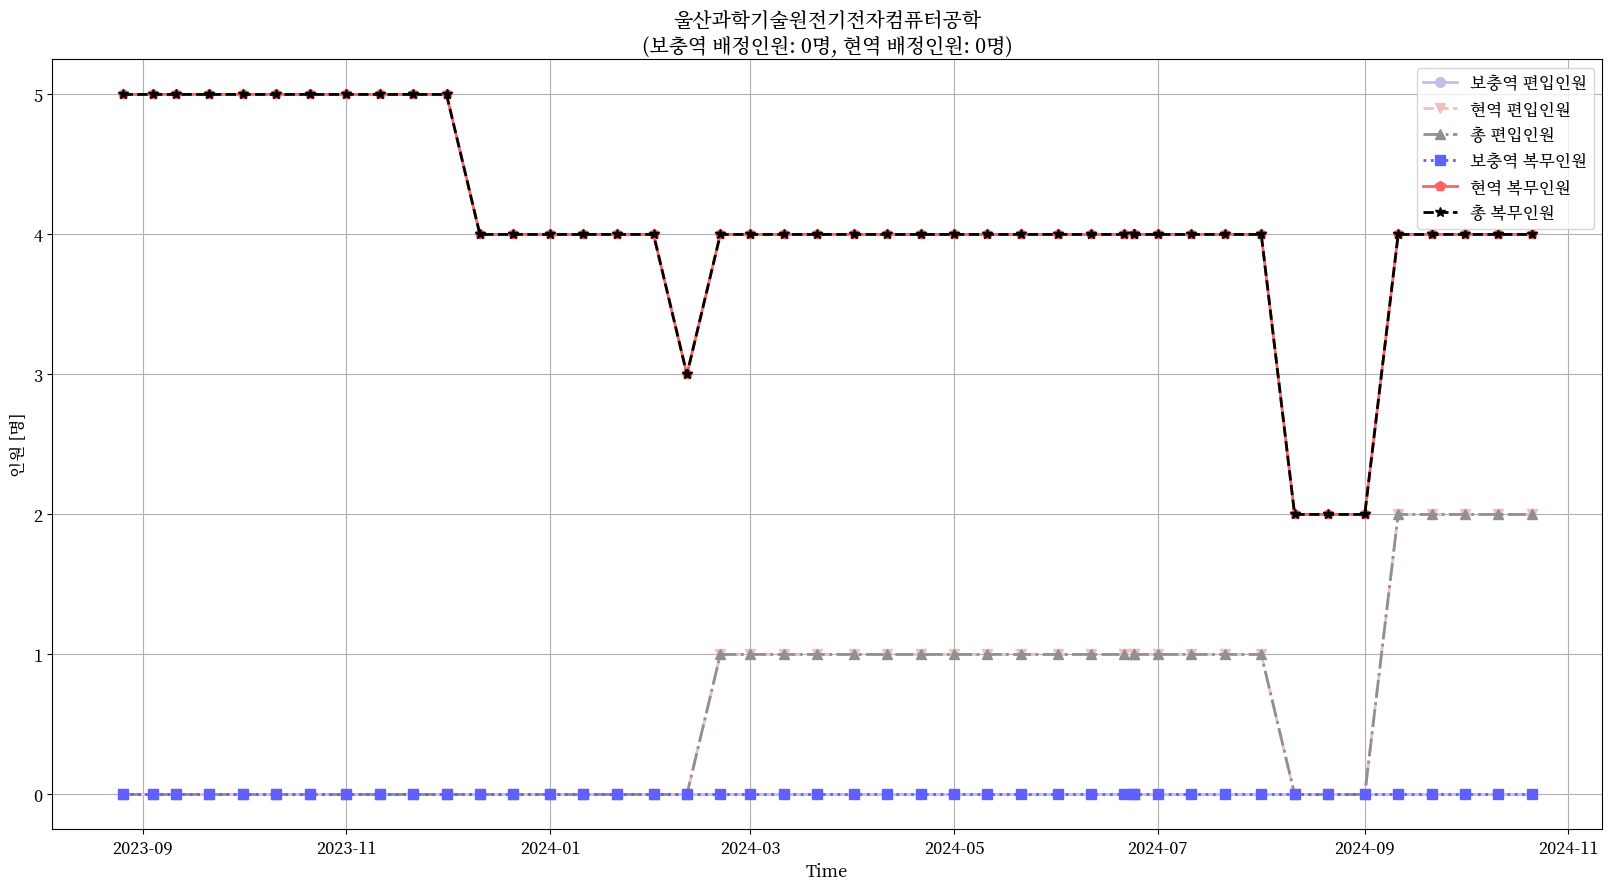 울산과학기술원전기전자컴퓨터공학
(보충역 배정인원: 0명, 현역 배정인원: 0명)
보충역 편입인원
현역 편입인원
총 편입인원
보충역 복무인원
현역 복무인원
총 복무인원
인원 [명]
5
4
3
2
1
0
2023-09
2023-11
2024-01
2024-03
2024-05
2024-07
2024-09
2024-11
Time